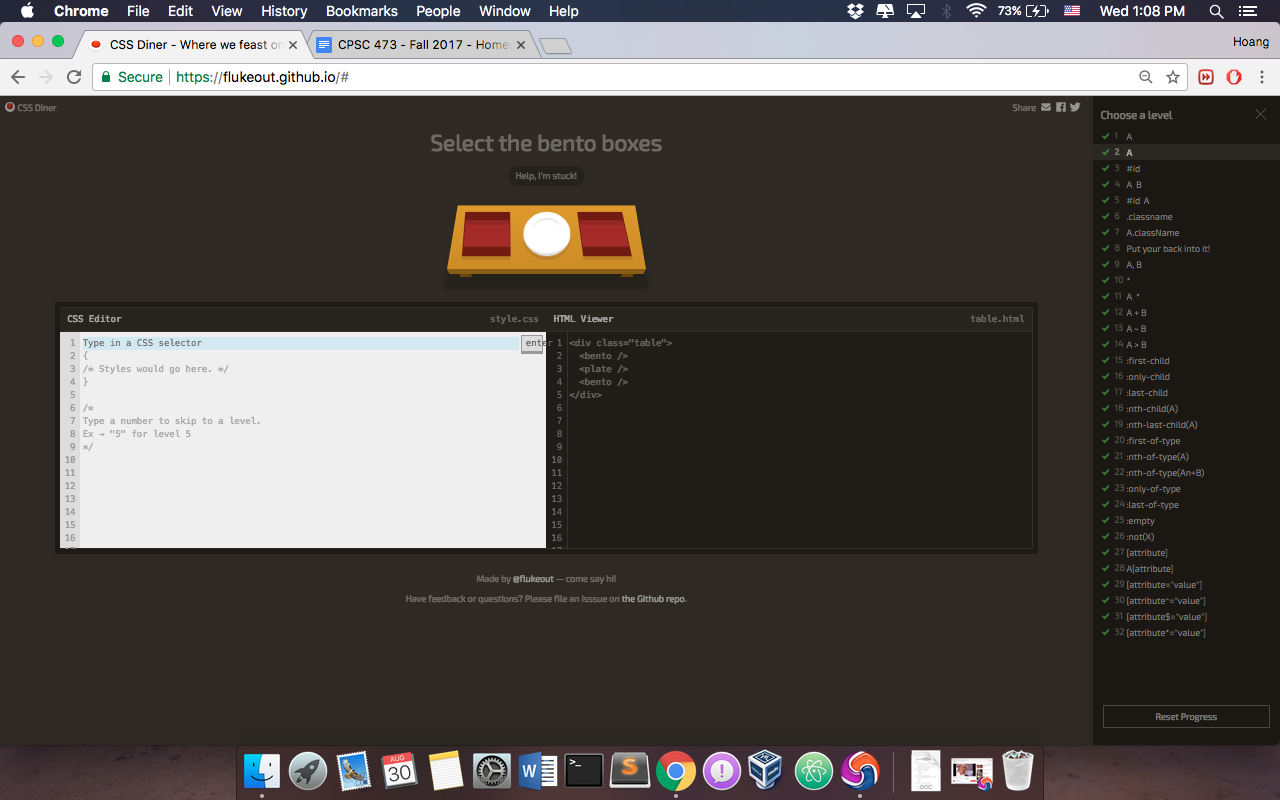 Chrome File Edit View History Bookmarks People Window Help 73% Wed 1:08 PM
CSS Diner - Where we feast on CPSC 473 - Fall 2017 - Home Hoang
Secure https://flukeout.github.io/#
CSS Diner Share
Select the bento boxes
Help, I'm stuck!
CSS Editor style.css
1 Type in a CSS selector enter
2 {
3 /* Styles would go here. */
4 }
5
6 /*
7 Type a number to skip to a level.
8 Ex → "5" for level 5
9 */
10
11
12
13
14
15
16
HTML Viewer table.html
1 <div class="table">
2 <bento />
3 <plate />
4 <bento />
5 </div>
6
7
8
9
10
11
12
13
14
15
16
Made by @flukeout — come say hi!
Have feedback or questions? Please file an isssue on the Github repo.
Choose a level
1 A
2 A
3 #id
4 A B
5 #id A
6 .classname
7 A.className
8 Put your back into it!
9 A, B
10 *
11 A *
12 A + B
13 A ~ B
14 A > B
15 :first-child
16 :only-child
17 :last-child
18 :nth-child(A)
19 :nth-last-child(A)
20 :first-of-type
21 :nth-of-type(A)
22 :nth-of-type(An+B)
23 :only-of-type
24 :last-of-type
25 :empty
26 :not(X)
27 [attribute]
28 A[attribute]
29 [attribute="value"]
30 [attribute^="value"]
31 [attribute$="value"]
32 [attribute*="value"]
Reset Progress
AUG
30
W
>_
S
DOC